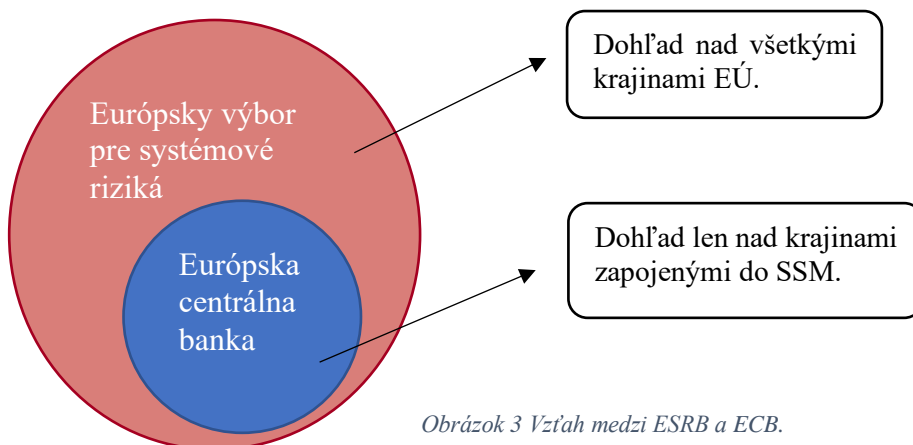 Európsky výbor
pre systémové
riziká
Európska
centrálna
banka
Dohľad nad všetkými
krajinami EÚ.
Dohľad len nad krajinami
zapojenými do SSM.
Obrázok 3 Vzťah medzi ESRB a ECB.